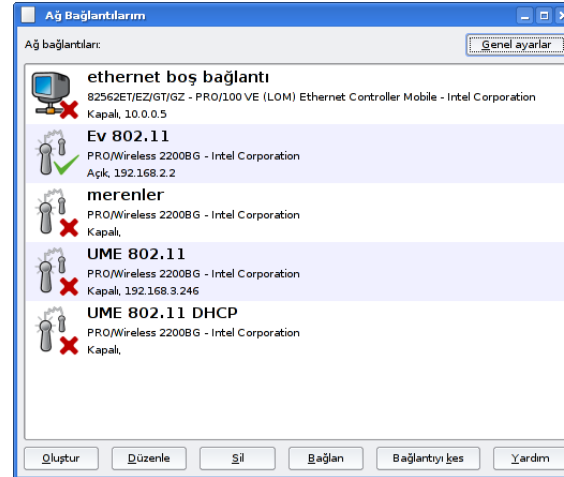 Ağ Bağlantılarım
Ağ bağlantıları:
Genel ayarlar
ethernet boş bağlantı
82562ET/EZ/GT/GZ - PRO/100 VE (LOM) Ethernet Controller Mobile - Intel Corporation
Kapalı, 10.0.0.5
Ev 802.11
PRO/Wireless 2200BG - Intel Corporation
Açık, 192.168.2.2
merenler
PRO/Wireless 2200BG - Intel Corporation
Kapalı,
UME 802.11
PRO/Wireless 2200BG - Intel Corporation
Kapalı, 192.168.3.246
UME 802.11 DHCP
PRO/Wireless 2200BG - Intel Corporation
Kapalı,
Oluştur Düzenle Sil Bağlan Bağlantıyı kes Yardım